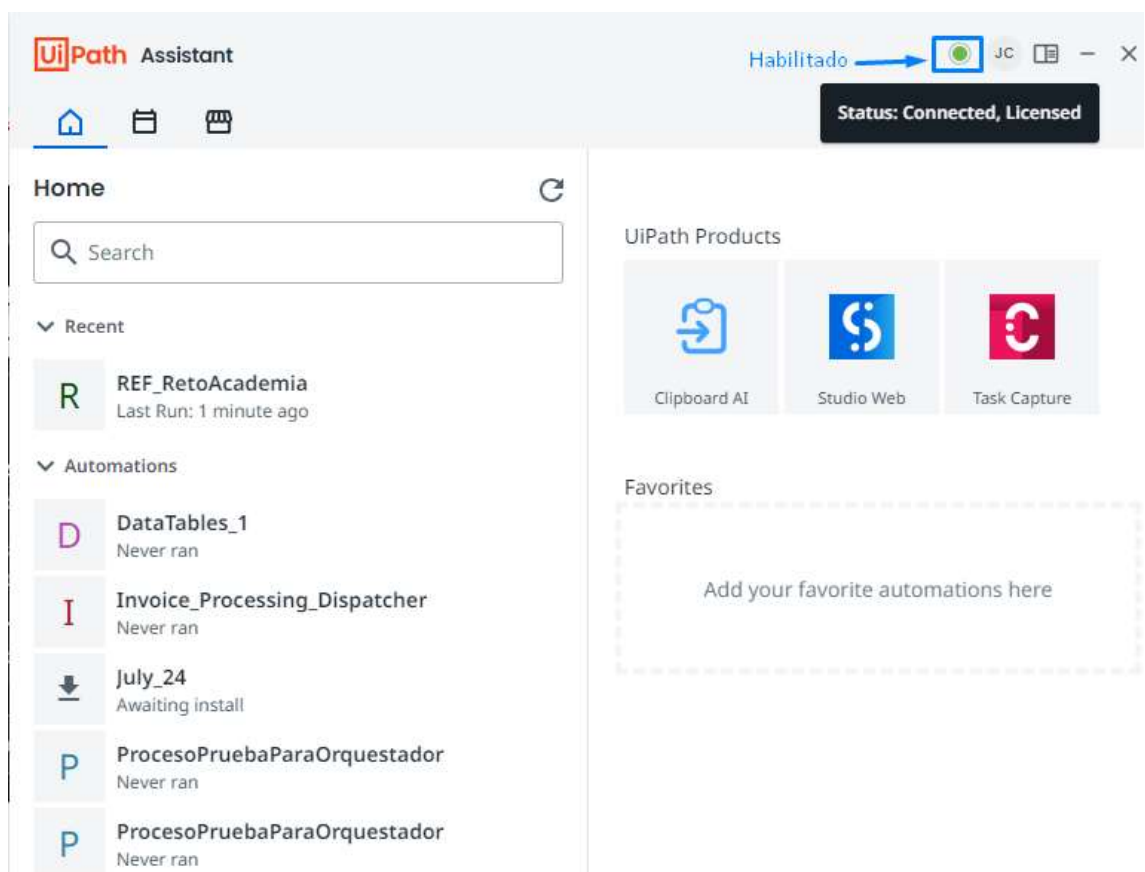 UiPath Assistant
Habilitado
JC
Status: Connected, Licensed
Home
Search
Recent
R
REF_RetoAcademia
Last Run: 1 minute ago
Automations
D
DataTables_1
Never ran
I
Invoice_Processing_Dispatcher
Never ran
July_24
Awaiting install
P
ProcesoPruebaParaOrquestador
Never ran
P
ProcesoPruebaParaOrquestador
Never ran
UiPath Products
Clipboard AI
Studio Web
Task Capture
Favorites
Add your favorite automations here